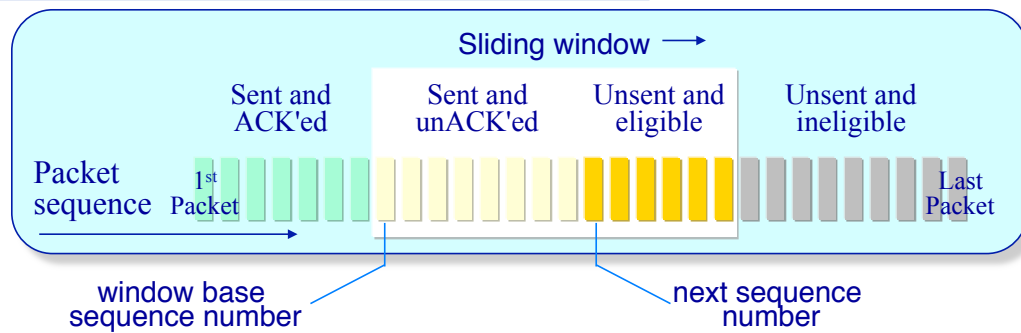 Sliding window
Sent and
ACK'ed
Sent and
unACK'ed
Unsent and
eligible
Unsent and
ineligible
Packet
sequence
1st
Packet
Last
Packet
window base
sequence number
next sequence
number